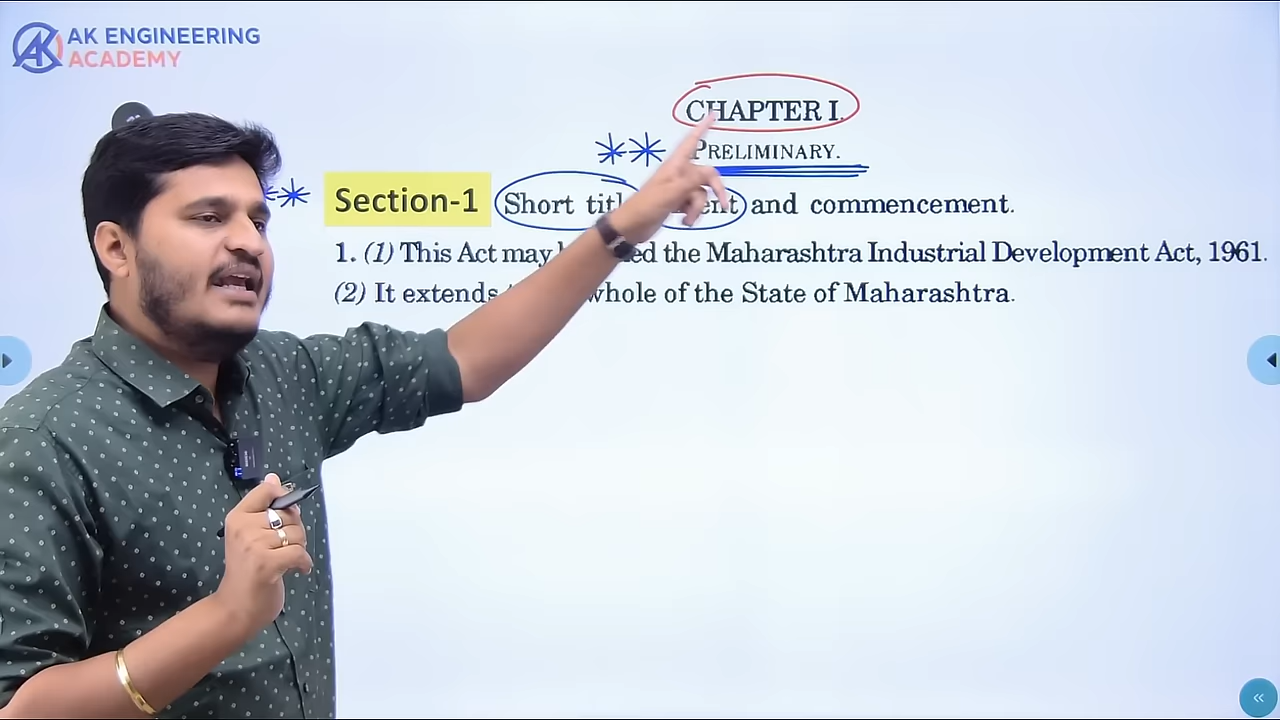 AK ENGINEERING
ACADEMY
CHAPTER I.
PRELIMINARY.
Section-1 Short and commencement.
1. (1) This Act may the Maharashtra Industrial Development Act, 1961.
(2) It extends whole of the State of Maharashtra.